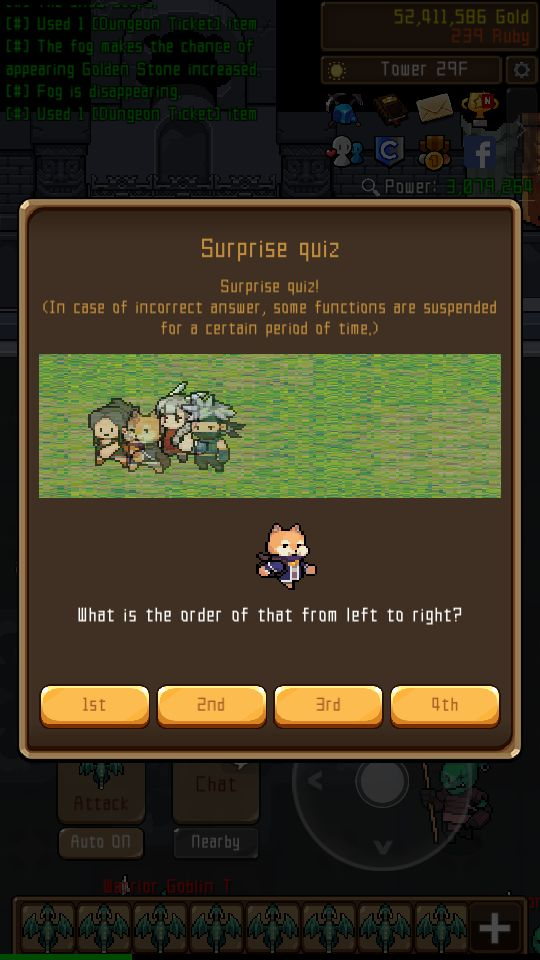 [#] Used 1 [Dungeon Ticket] item
[#] The fog makes the chance of
appearing Golden Stone increased.
[#] Fog is disappearing.
[#] Used 1 [Dungeon Ticket] item
52,411,586 Gold
239 Ruby
Tower 29F
N
C
f
Power: 3,079,269
Surprise quiz
Surprise quiz!
(In case of incorrect answer, some functions are suspended
for a certain period of time.)
What is the order of that from left to right?
1st
2nd
3rd
4th
Attack
Chat
Auto ON
Nearby
Warrior Goblin T